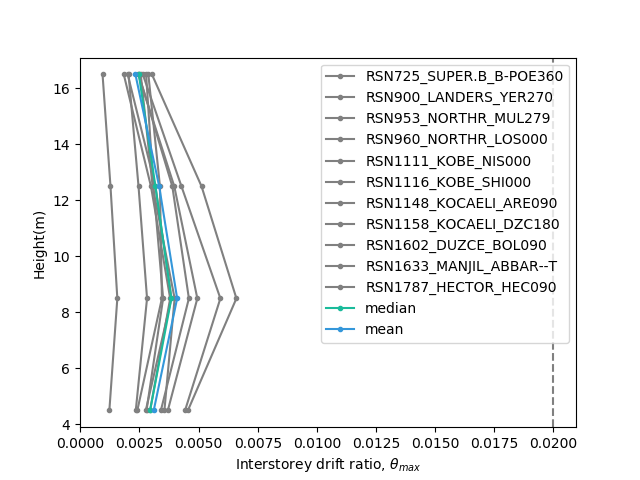 RSN725_SUPER.B_B-POE360
RSN900_LANDERS_YER270
RSN953_NORTHR_MUL279
RSN960_NORTHR_LOS000
RSN1111_KOBE_NIS000
RSN1116_KOBE_SHI000
RSN1148_KOCAELI_ARE090
RSN1158_KOCAELI_DZC180
RSN1602_DUZCE_BOL090
RSN1633_MANJIL_ABBAR--T
RSN1787_HECTOR_HEC090
median
mean
16
14
12
10
8
6
4
Height(m)
0.0000 0.0025 0.0050 0.0075 0.0100 0.0125 0.0150 0.0175 0.0200
Interstorey drift ratio, θmax